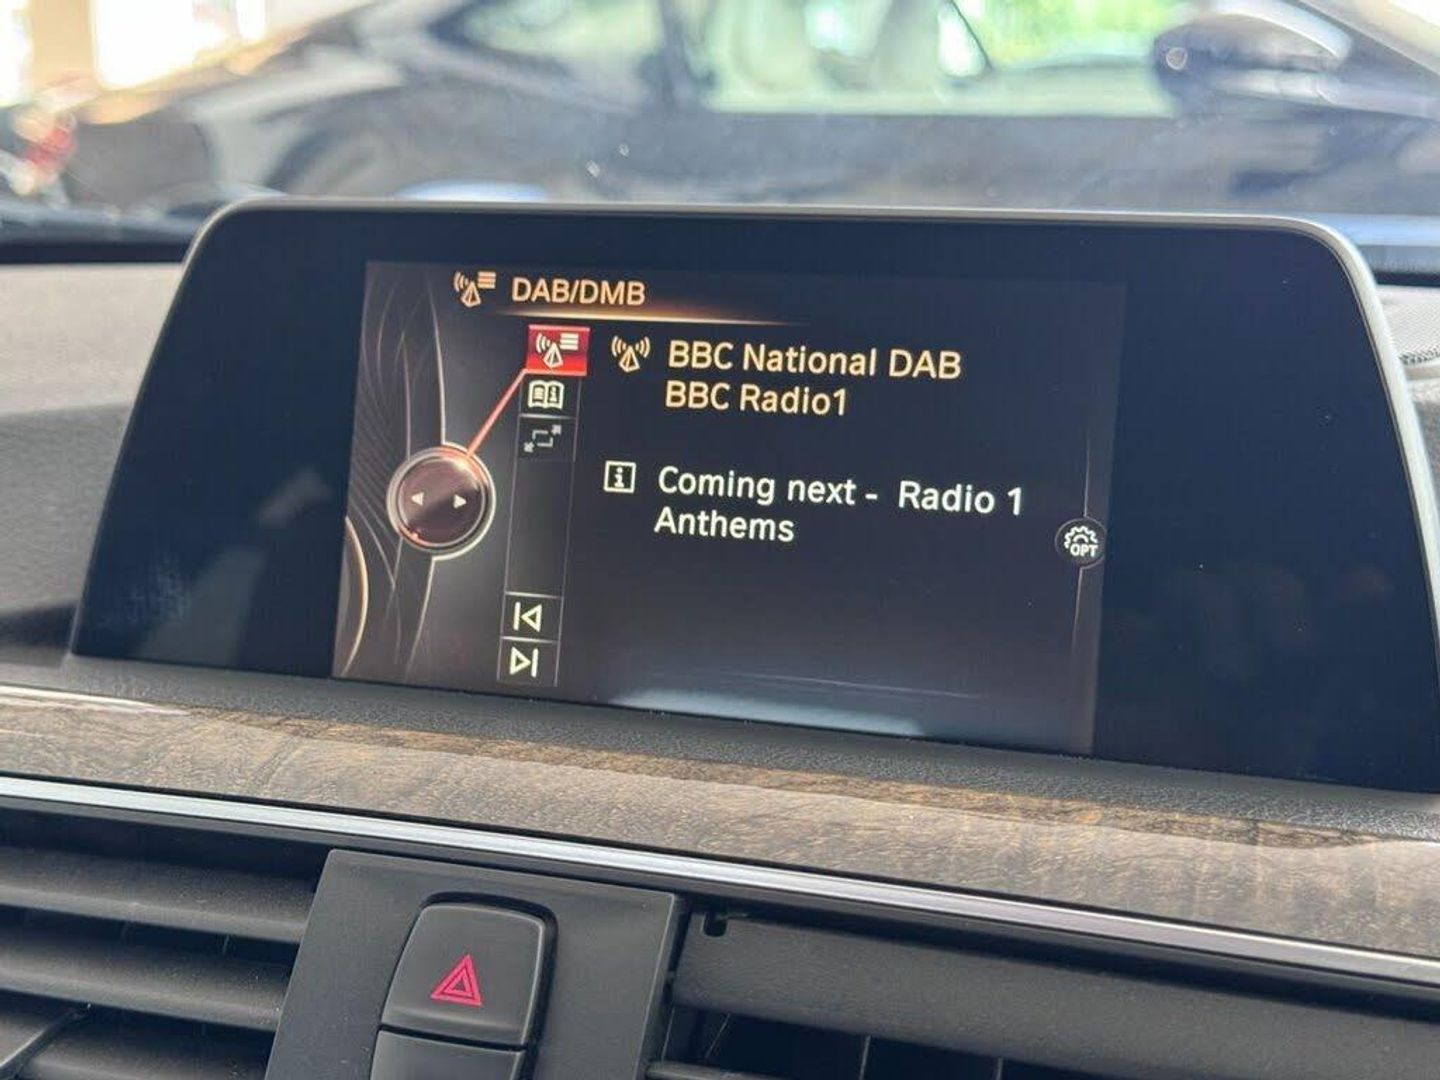 DAB/DMB
BBC National DAB
BBC Radio1
Coming next - Radio 1
Anthems
OPT